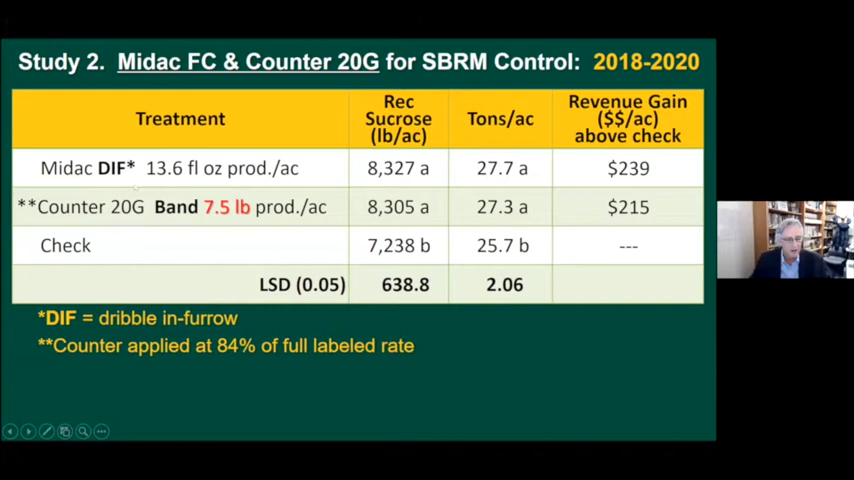 Study 2. Midac FC & Counter 20G for SBRM Control: 2018-2020
Treatment
Rec
Sucrose
(lb/ac)
Tons/ac
Revenue Gain
($$/ac)
above check
Midac DIF* 13.6 fl oz prod./ac
8,327 a
27.7 a
$239
**Counter 20G Band 7.5 lb prod./ac
8,305 a
27.3 a
$215
Check
7,238 b
25.7 b
---
LSD (0.05)
638.8
2.06
*DIF = dribble in-furrow
**Counter applied at 84% of full labeled rate